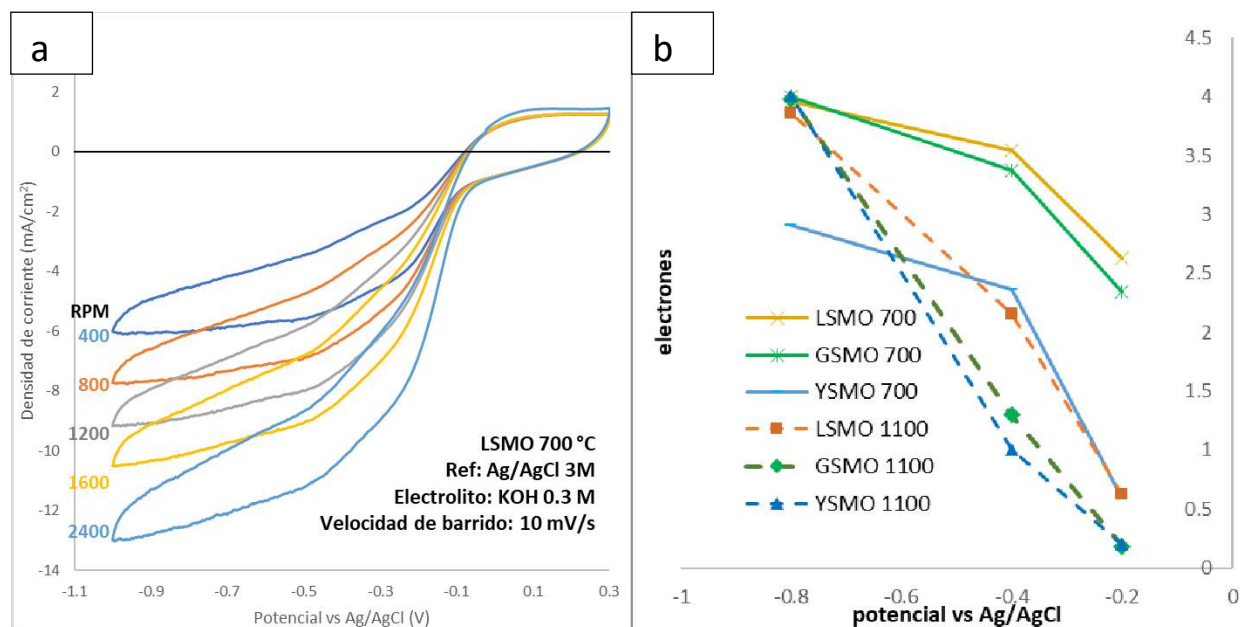 a
2
0
-2
-4
-6
-8
-10
-12
-14
Densidad de corriente (mA/cm²)
RPM
400
800
1200
1600
2400
LSMO 700 °C
Ref: Ag/AgCl 3M
Electrolito: KOH 0.3 M
Velocidad de barrido: 10 mV/s
-1.1 -0.9 -0.7 -0.5 -0.3 -0.1 0.1 0.3
Potencial vs Ag/AgCl (V)
b
4.5
4
3.5
3
2.5
2
1.5
1
0.5
0
electrones
LSMO 700
GSMO 700
YSMO 700
LSMO 1100
GSMO 1100
YSMO 1100
-1 -0.8 -0.6 -0.4 -0.2 0
potencial vs Ag/AgCl